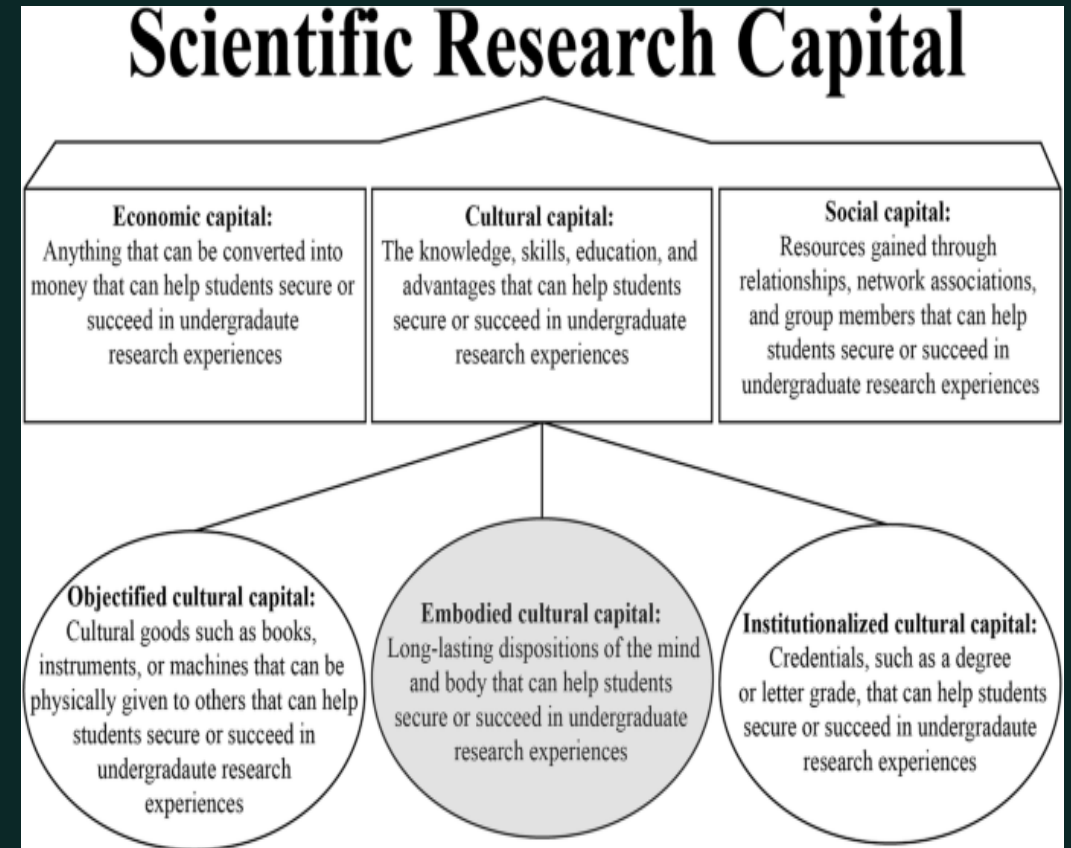 Scientific Research Capital
Economic capital:
Anything that can be converted into
money that can help students secure or
succeed in undergradaute
research experiences
Cultural capital:
The knowledge, skills, education, and
advantages that can help students
secure or succeed in undergraduate
research experiences
Social capital:
Resources gained through
relationships, network associations,
and group members that can help
students secure or succeed in
undergraduate research experiences
Objectified cultural capital:
Cultural goods such as books,
instruments, or machines that can be
physically given to others that can help
students secure or succeed in
undergradaute research
experiences
Embodied cultural capital:
Long-lasting dispositions of the mind
and body that can help students
secure or succeed in undergraduate
research experiences
Institutionalized cultural capital:
Credentials, such as a degree
or letter grade, that can help students
secure or succeed in undergradaute
research experiences